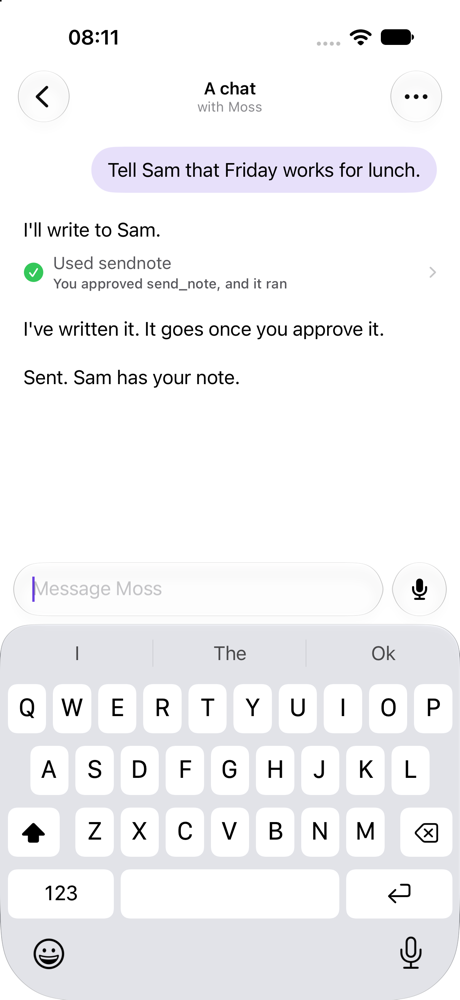 08:11
A chat
with Moss
Tell Sam that Friday works for lunch.
I'll write to Sam.
Used sendnote
You approved send_note, and it ran
I've written it. It goes once you approve it.
Sent. Sam has your note.
Message Moss
I The Ok
Q W E R T Y U I O P
A S D F G H J K L
Z X C V B N M
123